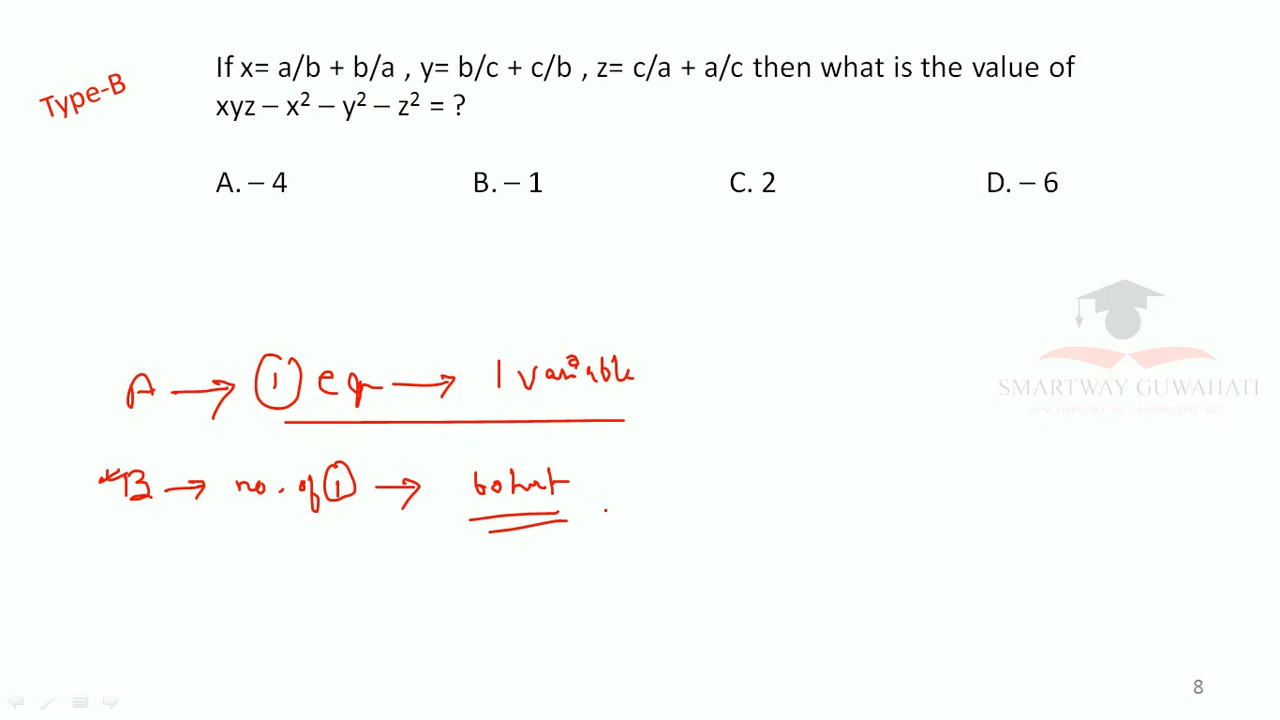 Type-B
If x= a/b + b/a , y= b/c + c/b , z= c/a + a/c then what is the value of
xyz – x² – y² – z² = ?
A. – 4 B. – 1 C. 2 D. – 6
A → ① eq → 1 variable
*B → no. of ① →
SMARTWAY GUWAHATI
8